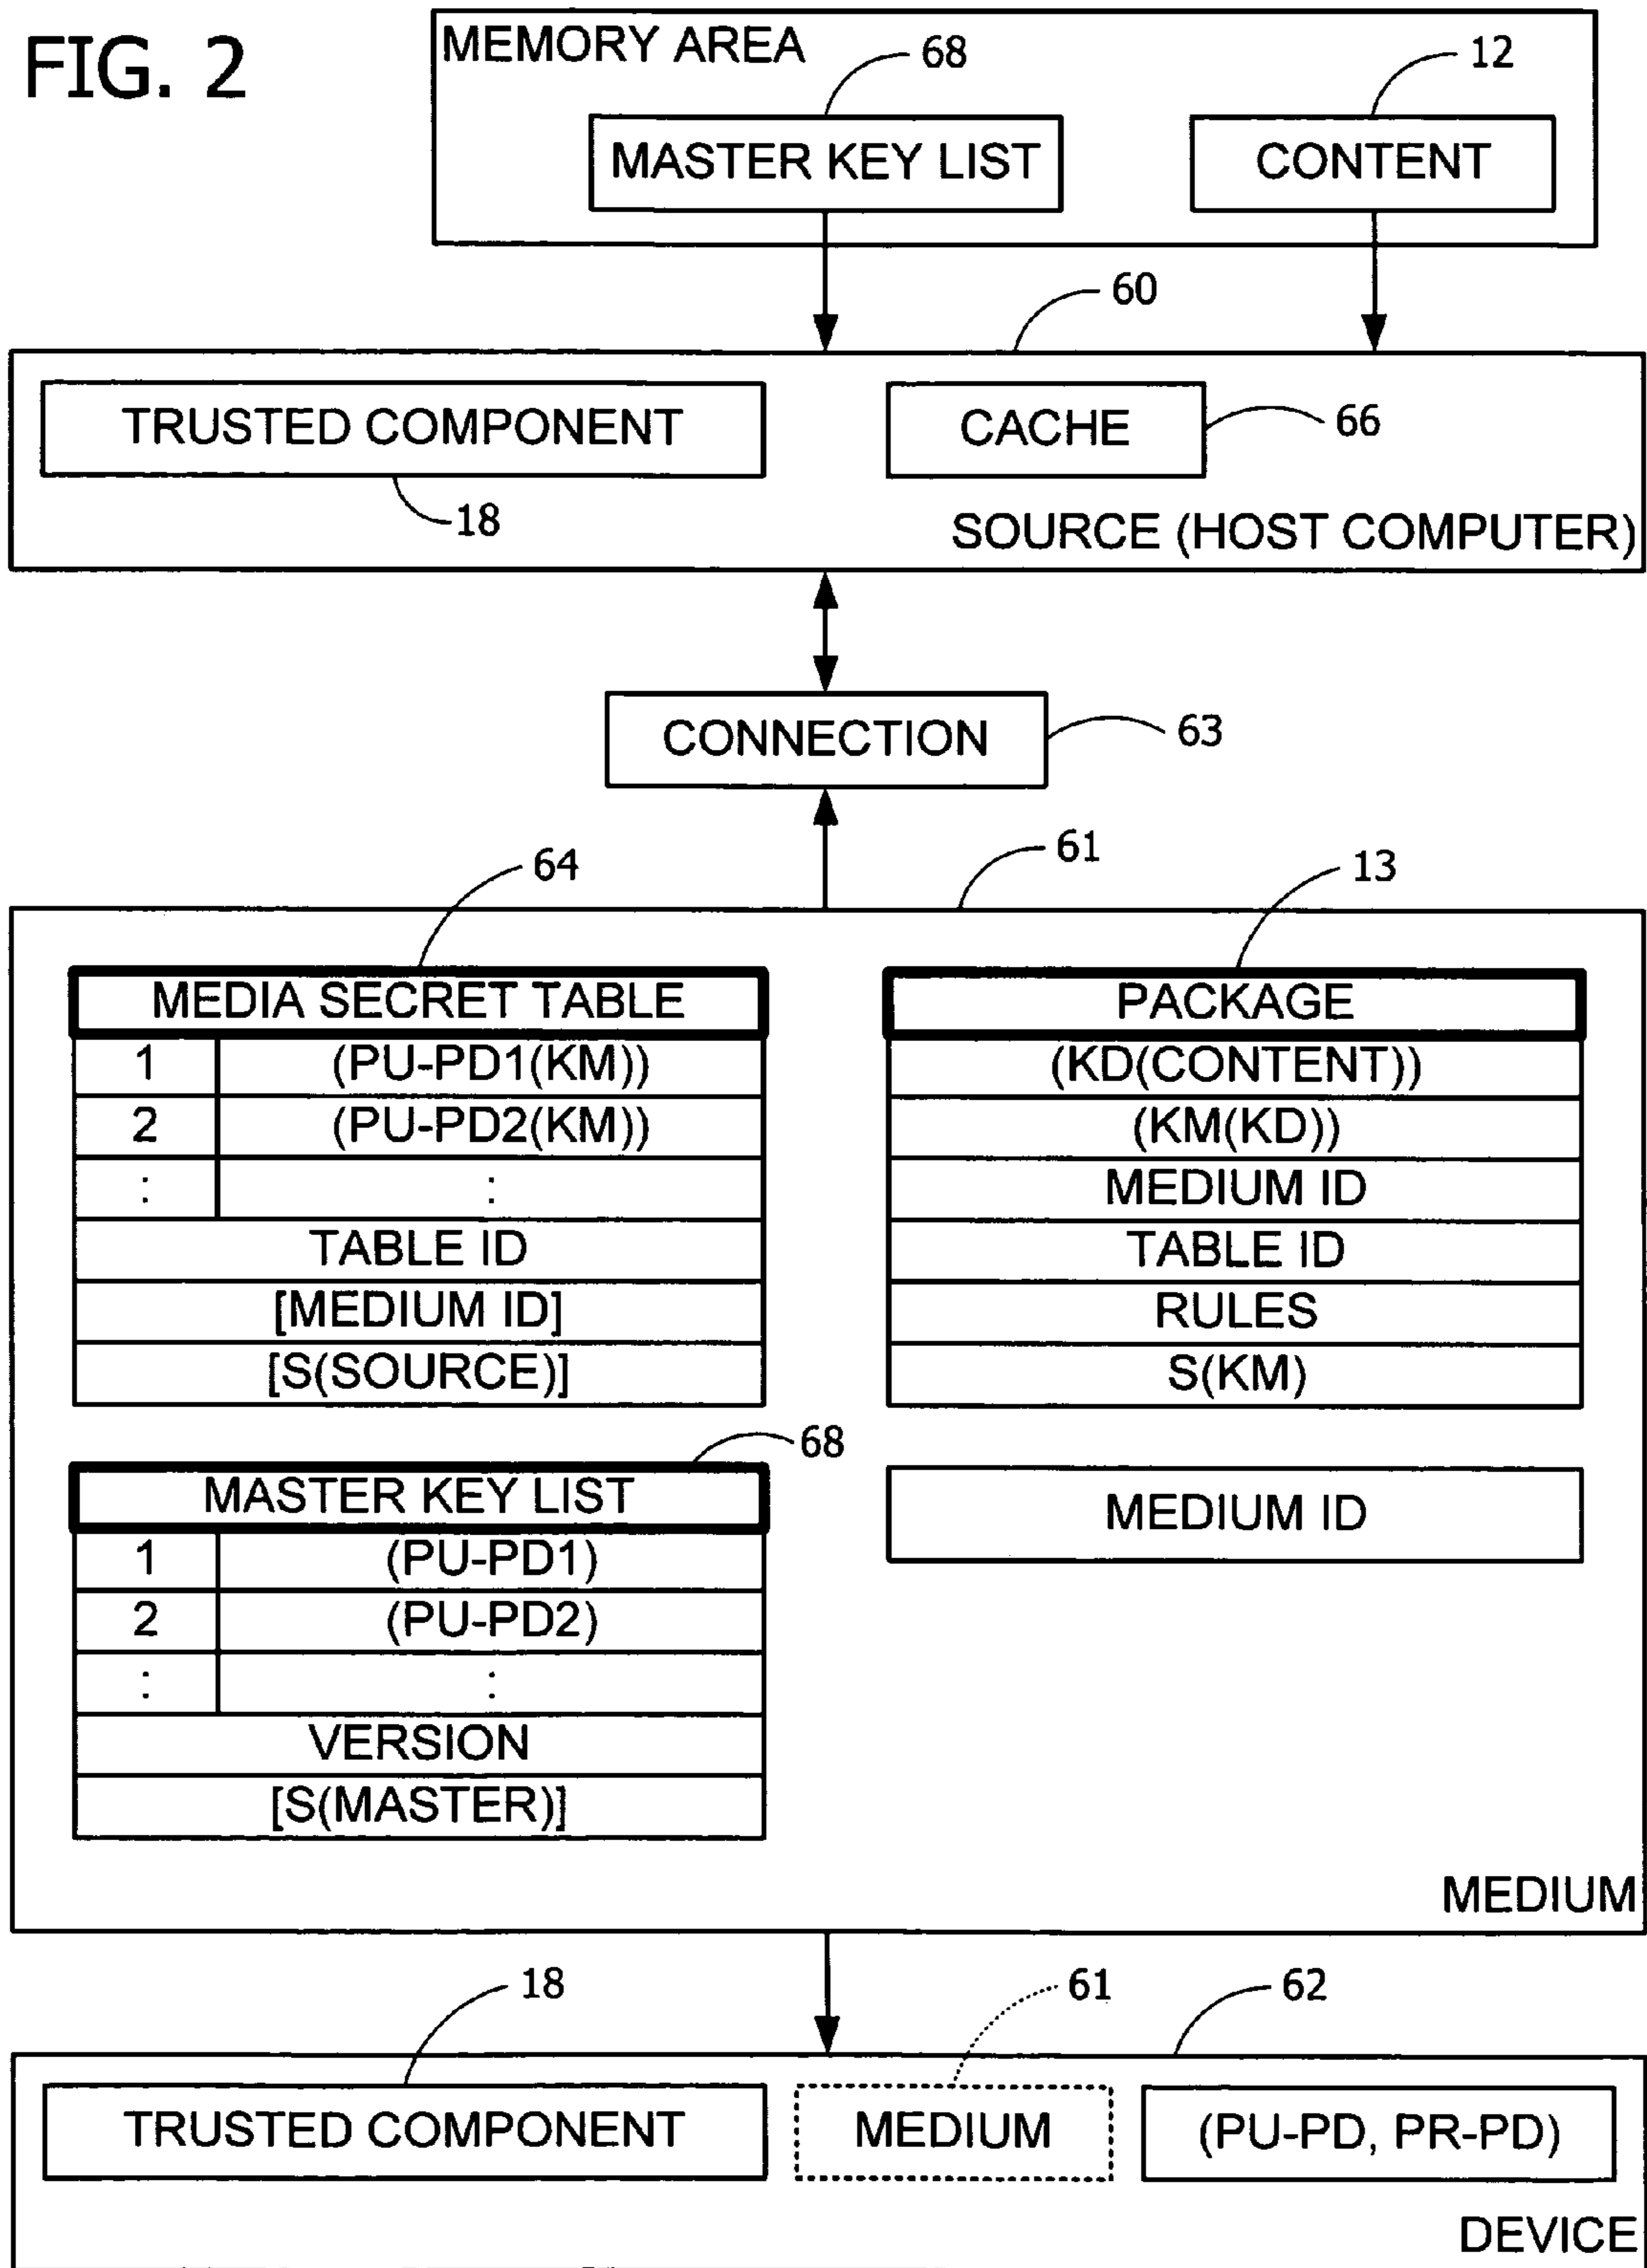 FIG. 2
MEMORY AREA
68
12
MASTER KEY LIST
CONTENT
60
TRUSTED COMPONENT
CACHE
66
18
SOURCE (HOST COMPUTER)
CONNECTION
63
64
61
13
MEDIA SECRET TABLE
1 (PU-PD1(KM))
2 (PU-PD2(KM))
: :
TABLE ID
[MEDIUM ID]
[S(SOURCE)]
PACKAGE
(KD(CONTENT))
(KM(KD))
MEDIUM ID
TABLE ID
RULES
S(KM)
68
MASTER KEY LIST
1 (PU-PD1)
2 (PU-PD2)
: :
VERSION
[S(MASTER)]
MEDIUM ID
MEDIUM
18
61
62
TRUSTED COMPONENT
MEDIUM
(PU-PD, PR-PD)
DEVICE